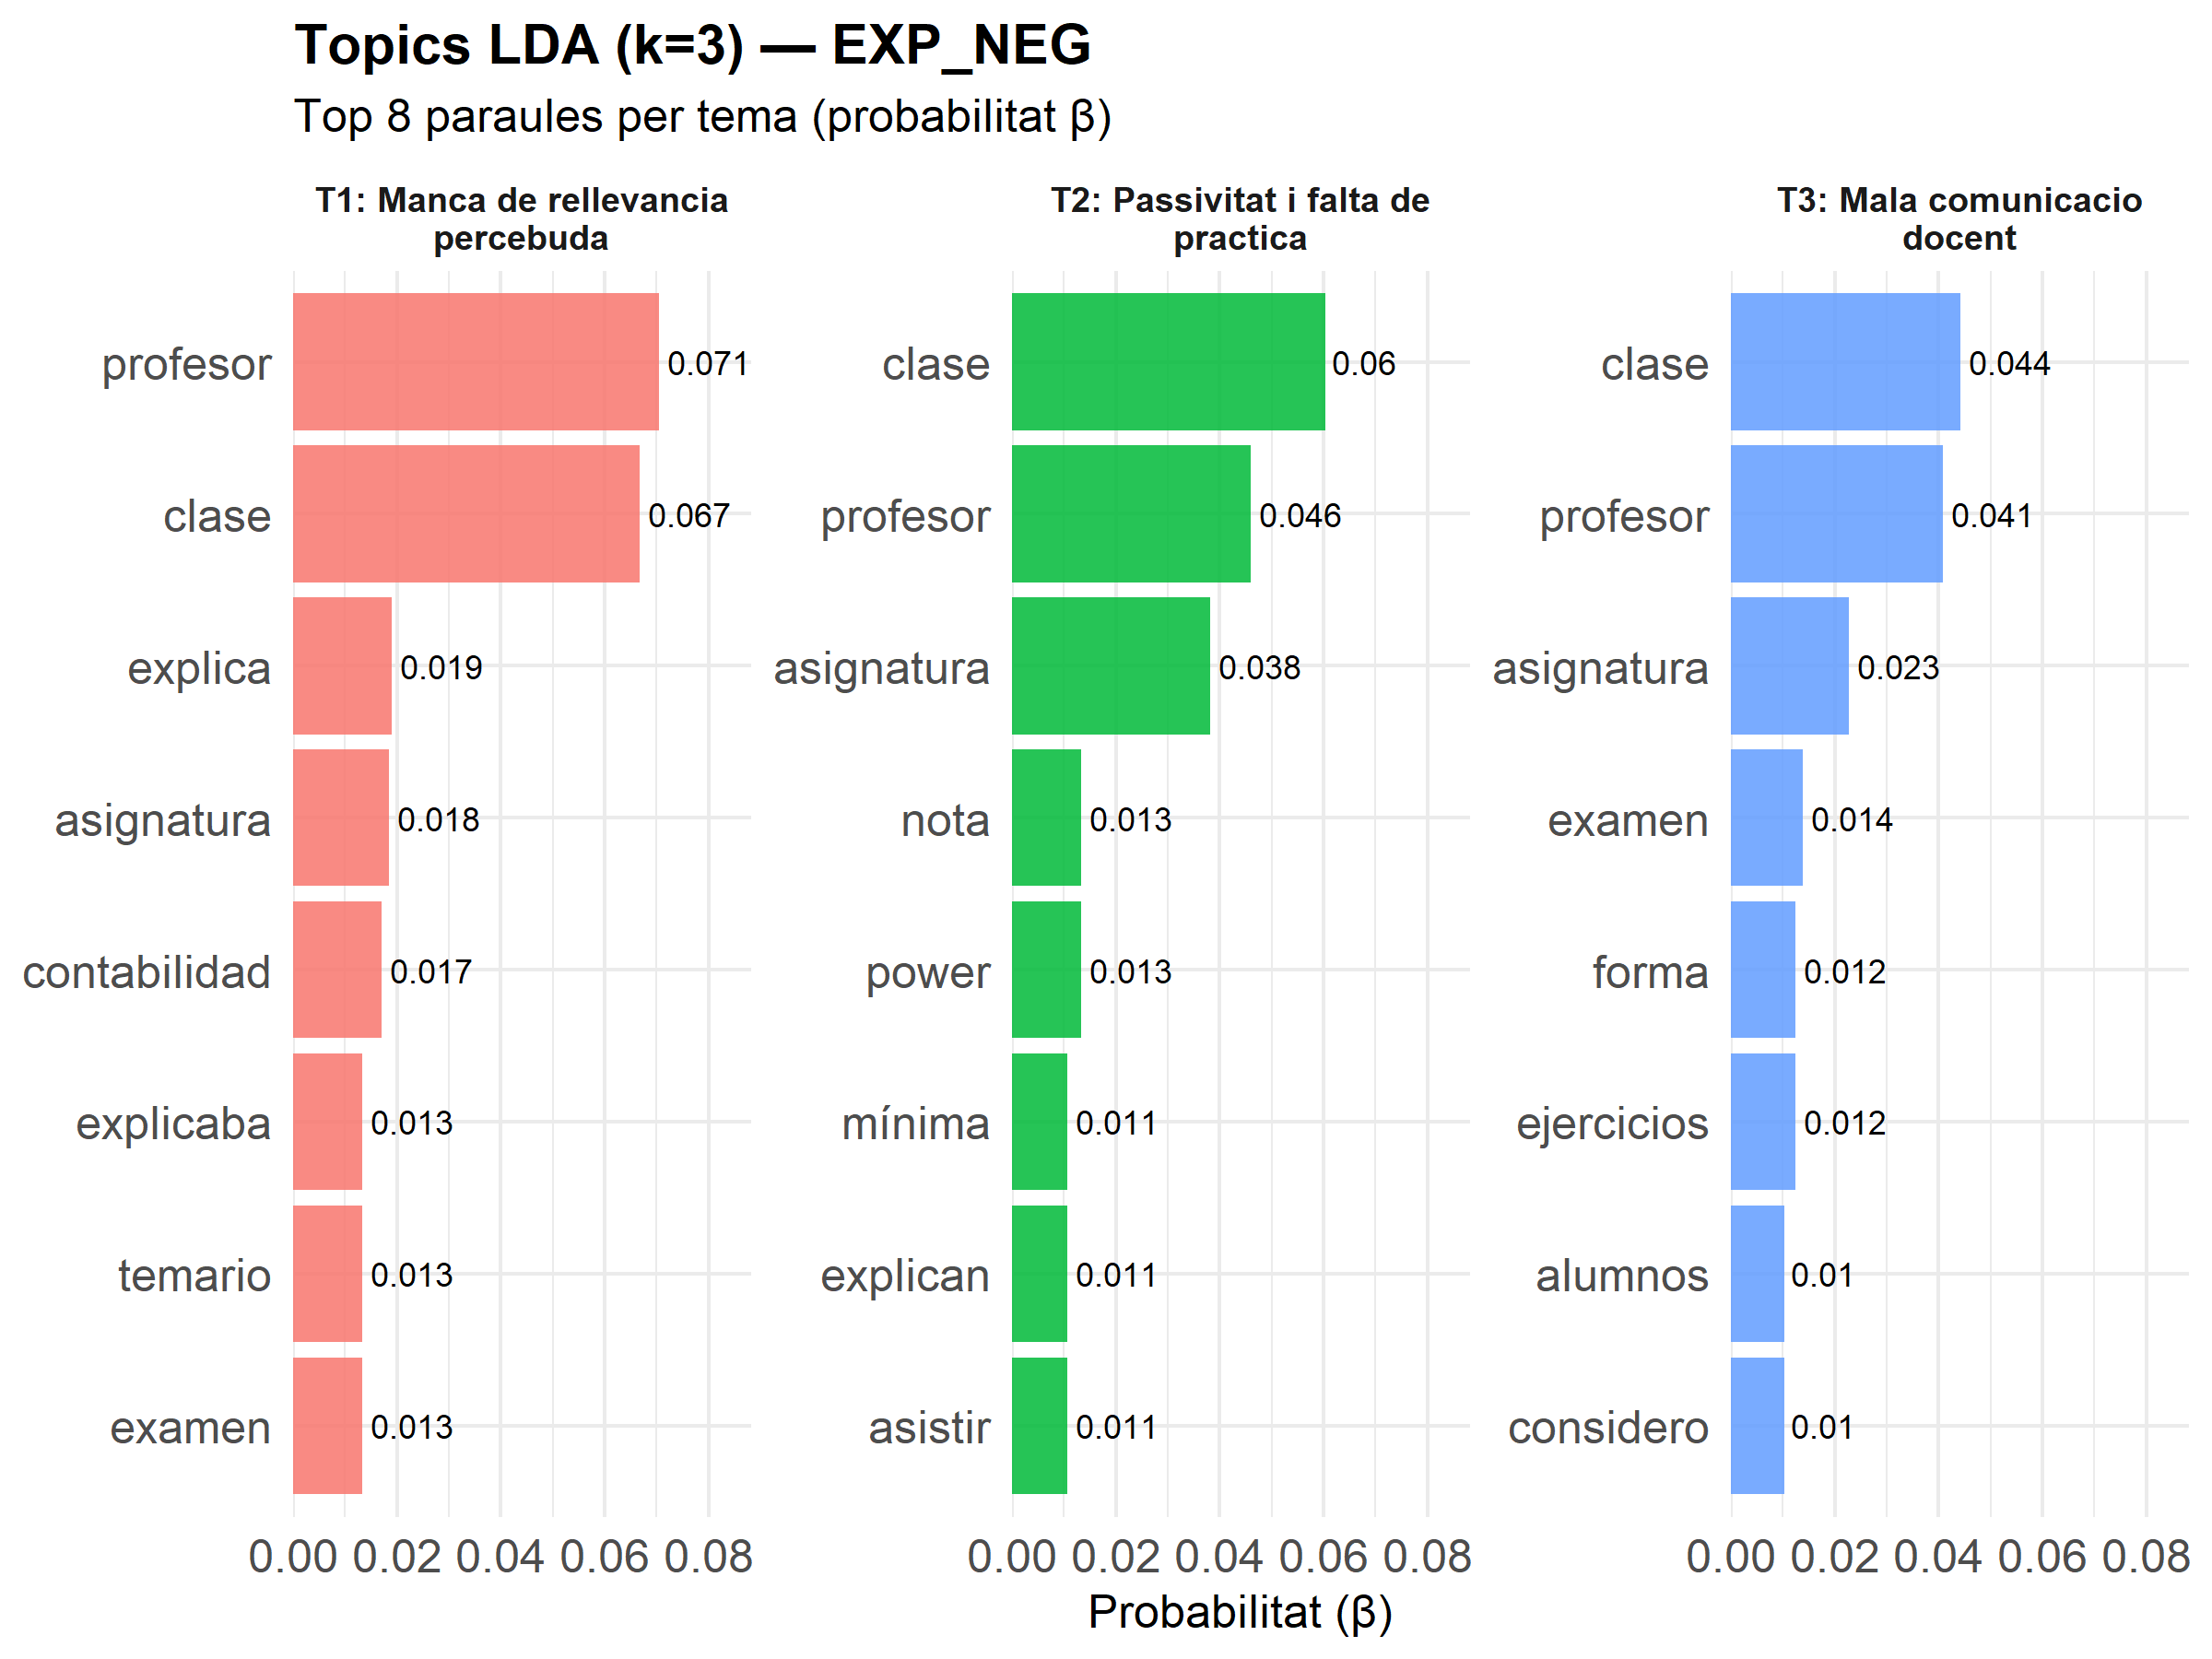 Topics LDA (k=3) — EXP_NEG
Top 8 paraules per tema (probabilitat β)
T1: Manca de rellevancia
percebuda
profesor 0.071
clase 0.067
explica 0.019
asignatura 0.018
contabilidad 0.017
explicaba 0.013
temario 0.013
examen 0.013
0.00 0.02 0.04 0.06 0.08
T2: Passivitat i falta de
practica
clase 0.06
profesor 0.046
asignatura 0.038
nota 0.013
power 0.013
mínima 0.011
explican 0.011
asistir 0.011
0.00 0.02 0.04 0.06 0.08
T3: Mala comunicacio
docent
clase 0.044
profesor 0.041
asignatura 0.023
examen 0.014
forma 0.012
ejercicios 0.012
alumnos 0.01
considero 0.01
0.00 0.02 0.04 0.06 0.08
Probabilitat (β)